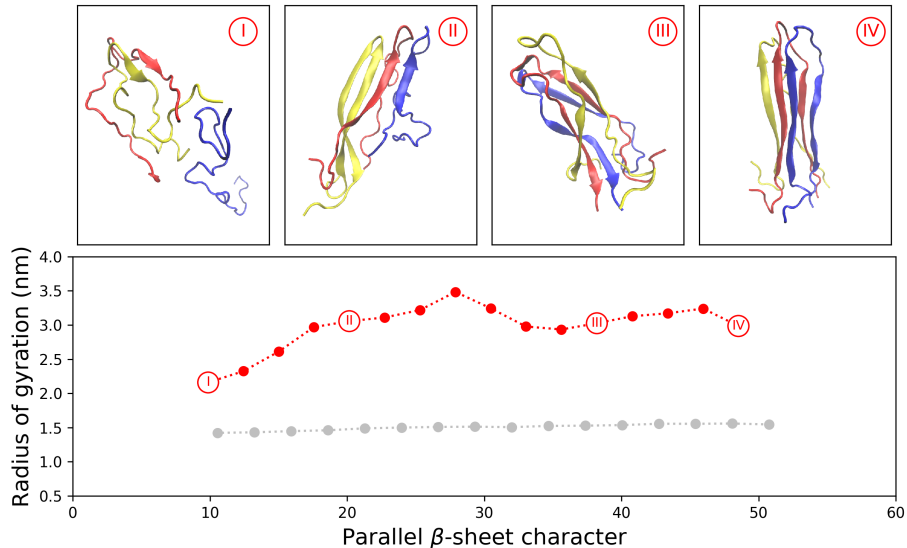 I
II
III
IV
Radius of gyration (nm)
4.0
3.5
3.0
2.5
2.0
1.5
1.0
0.5
I
II
III
IV
0 10 20 30 40 50 60
Parallel β-sheet character